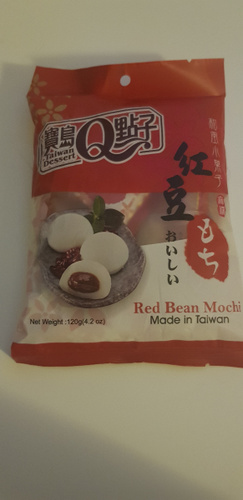 寶島
Taiwan
Dessert
Q點子
紅豆
もち
おいしい
Red Bean Mochi
Made in Taiwan
Net Weight : 120g(4.2 oz)